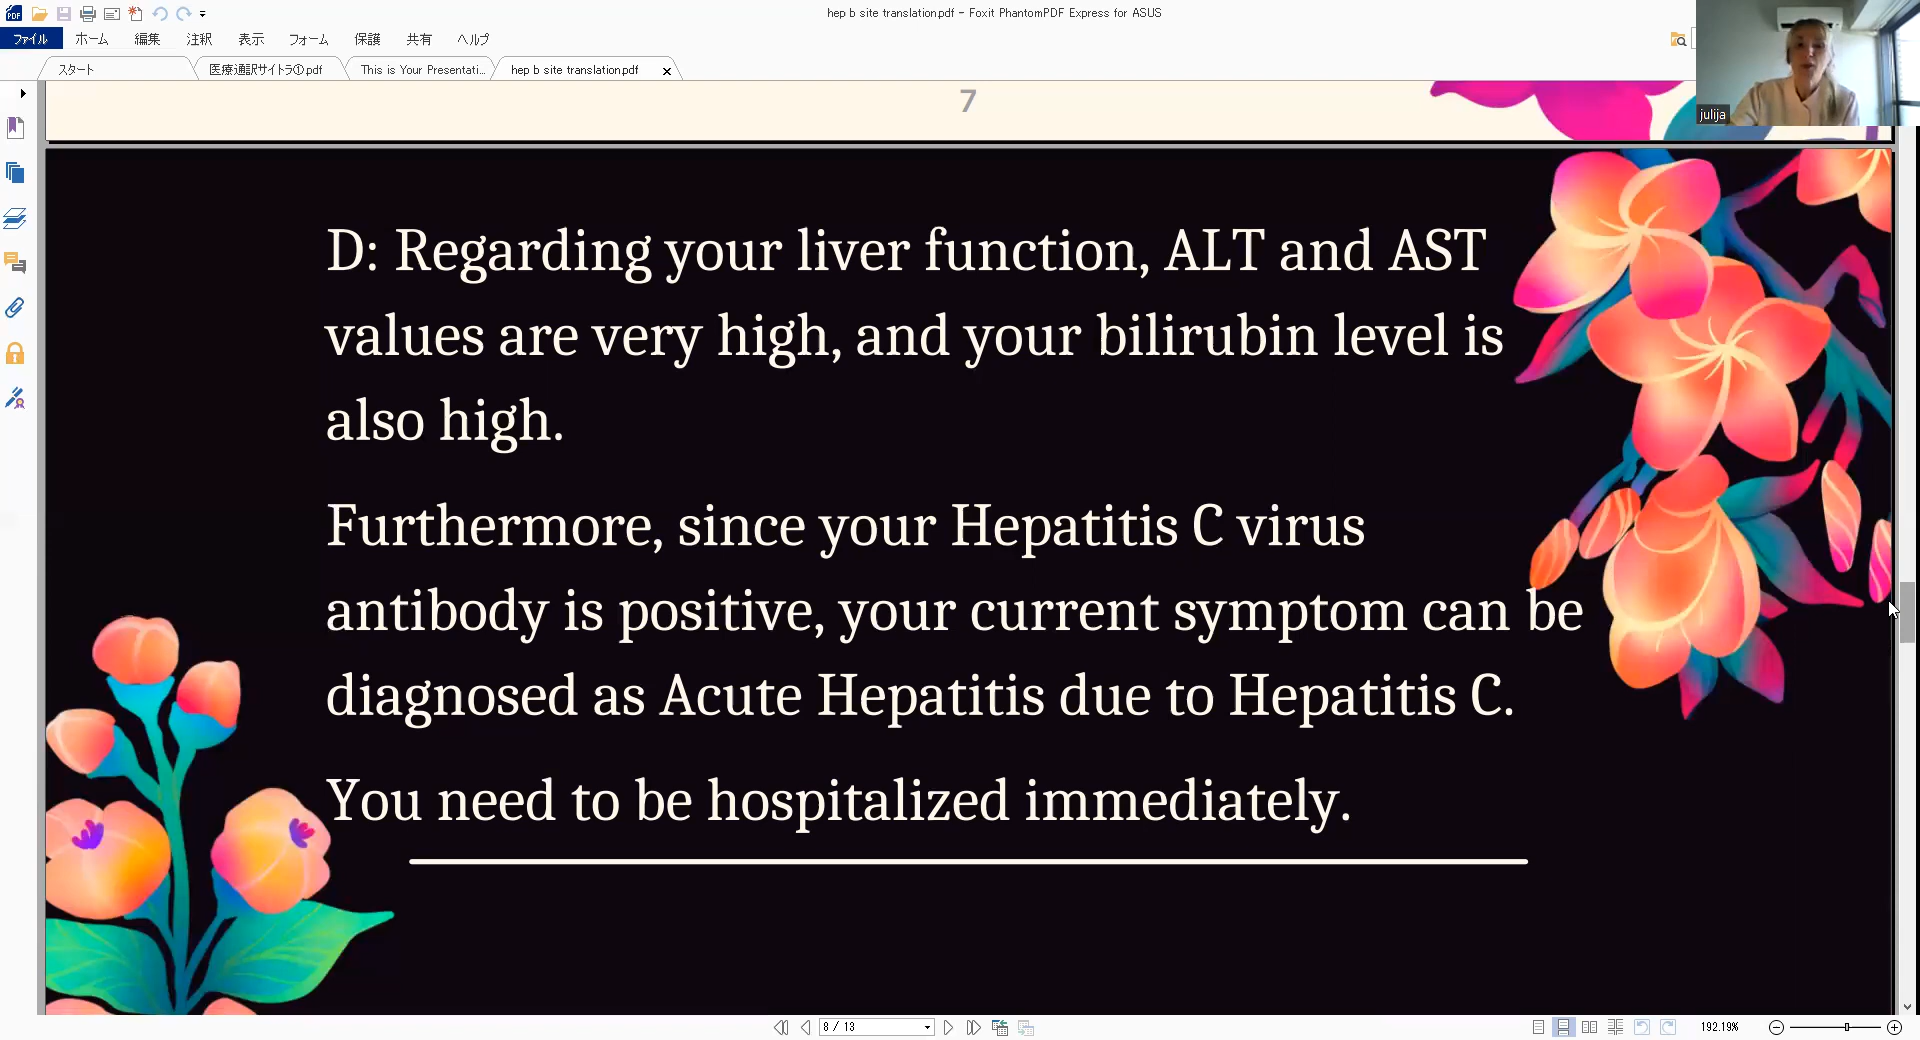 hep b site translation.pdf - Foxit PhantomPDF Express for ASUS
ファイル ホーム 編集 注釈 表示 フォーム 保護 共有 ヘルプ
スタート 医療通訳サイトラ①.pdf This is Your Presentati... hep b site translation.pdf
julija
7
D: Regarding your liver function, ALT and AST
values are very high, and your bilirubin level is
also high.
Furthermore, since your Hepatitis C virus
antibody is positive, your current symptom can be
diagnosed as Acute Hepatitis due to Hepatitis C.
You need to be hospitalized immediately.
8 / 13
192.19%